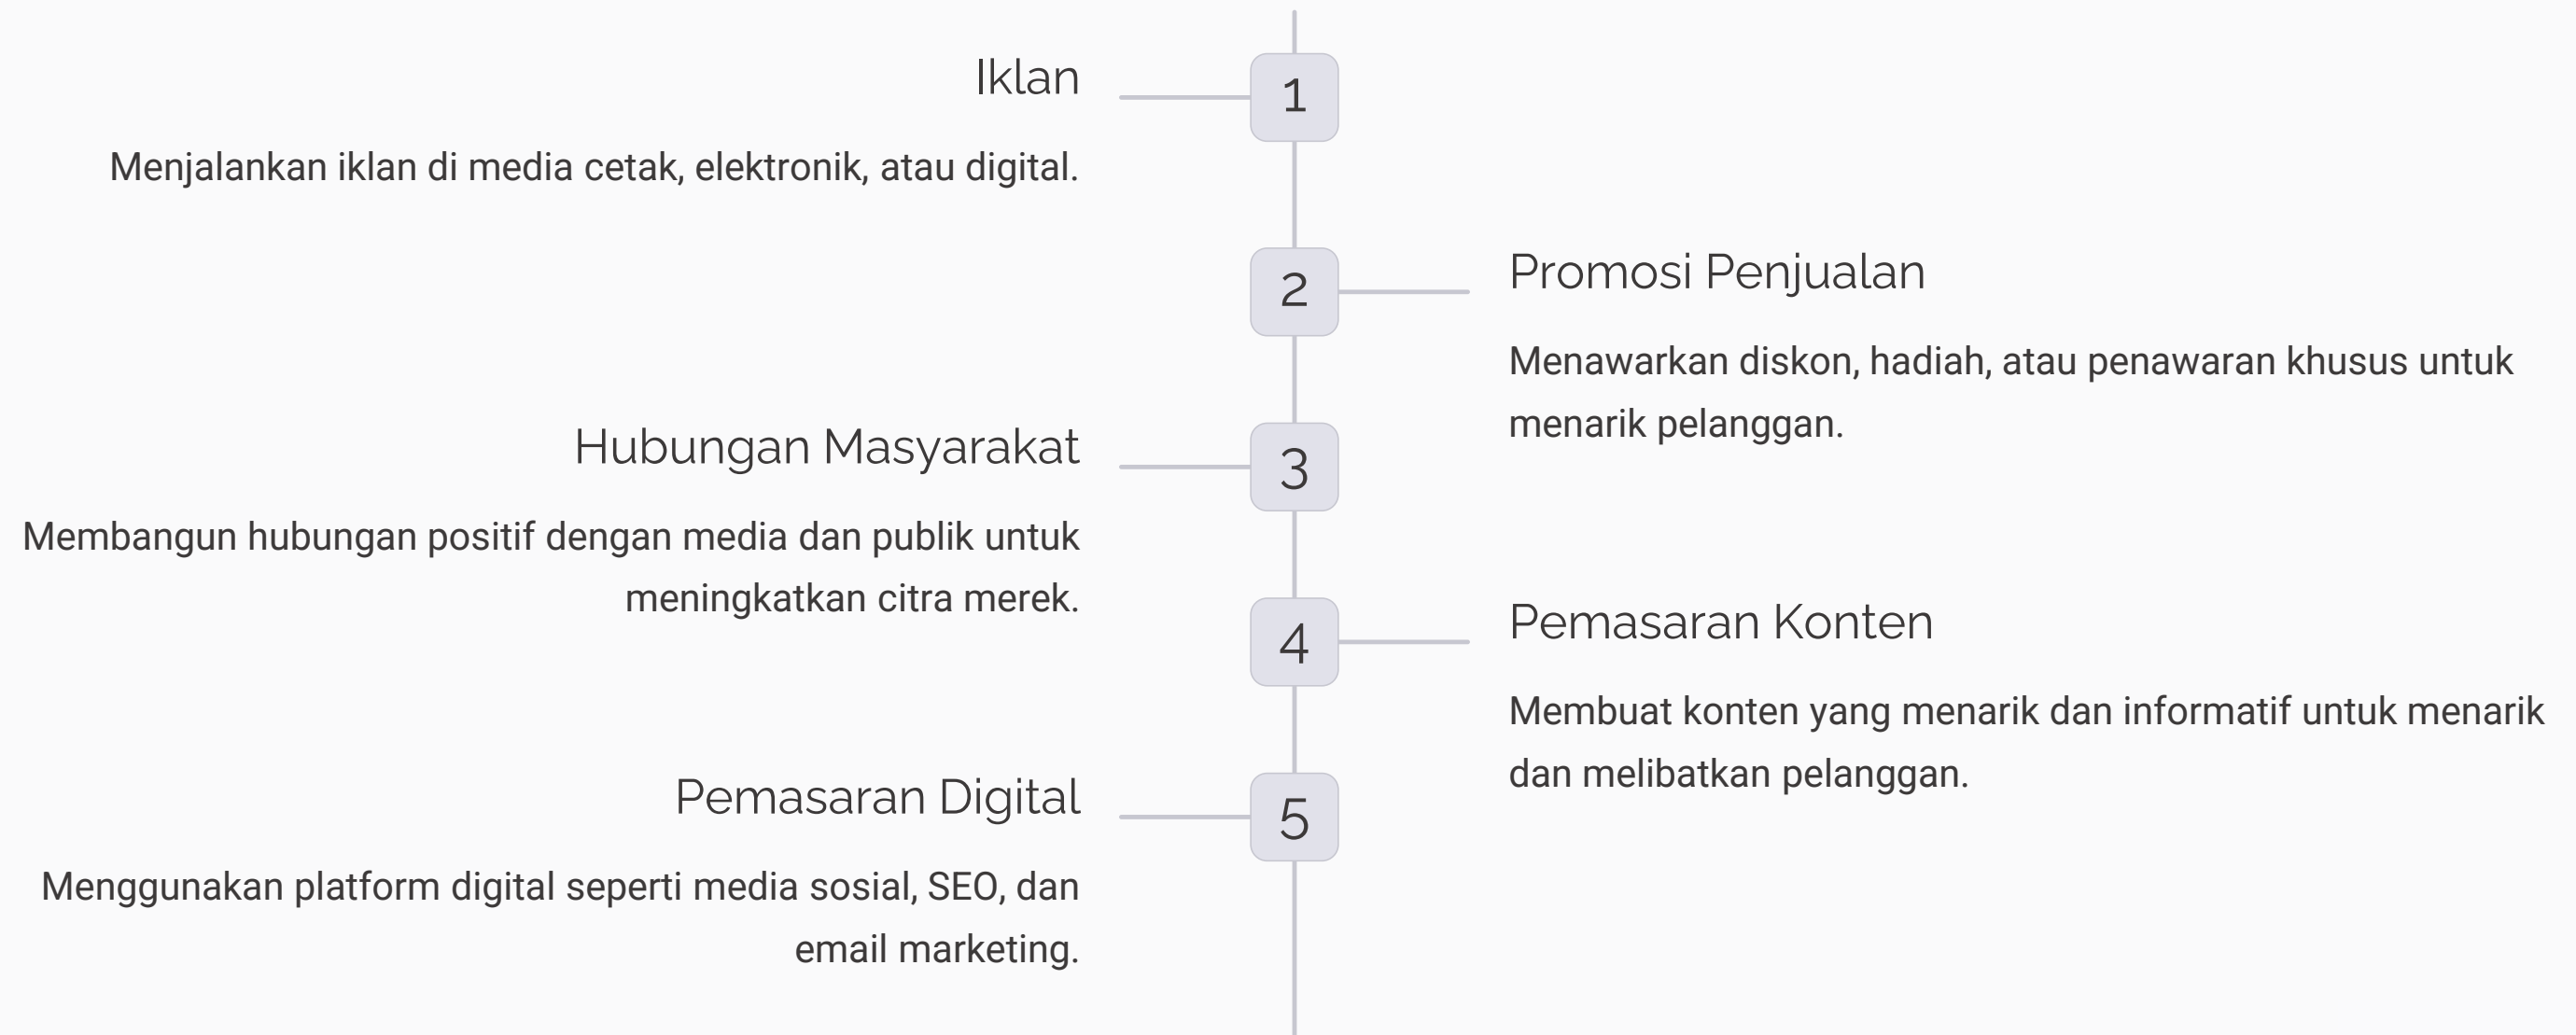 1
Iklan
Menjalankan iklan di media cetak, elektronik, atau digital.
2
Promosi Penjualan
Menawarkan diskon, hadiah, atau penawaran khusus untuk
menarik pelanggan.
3
Hubungan Masyarakat
Membangun hubungan positif dengan media dan publik untuk
meningkatkan citra merek.
4
Pemasaran Konten
Membuat konten yang menarik dan informatif untuk menarik
dan melibatkan pelanggan.
5
Pemasaran Digital
Menggunakan platform digital seperti media sosial, SEO, dan
email marketing.